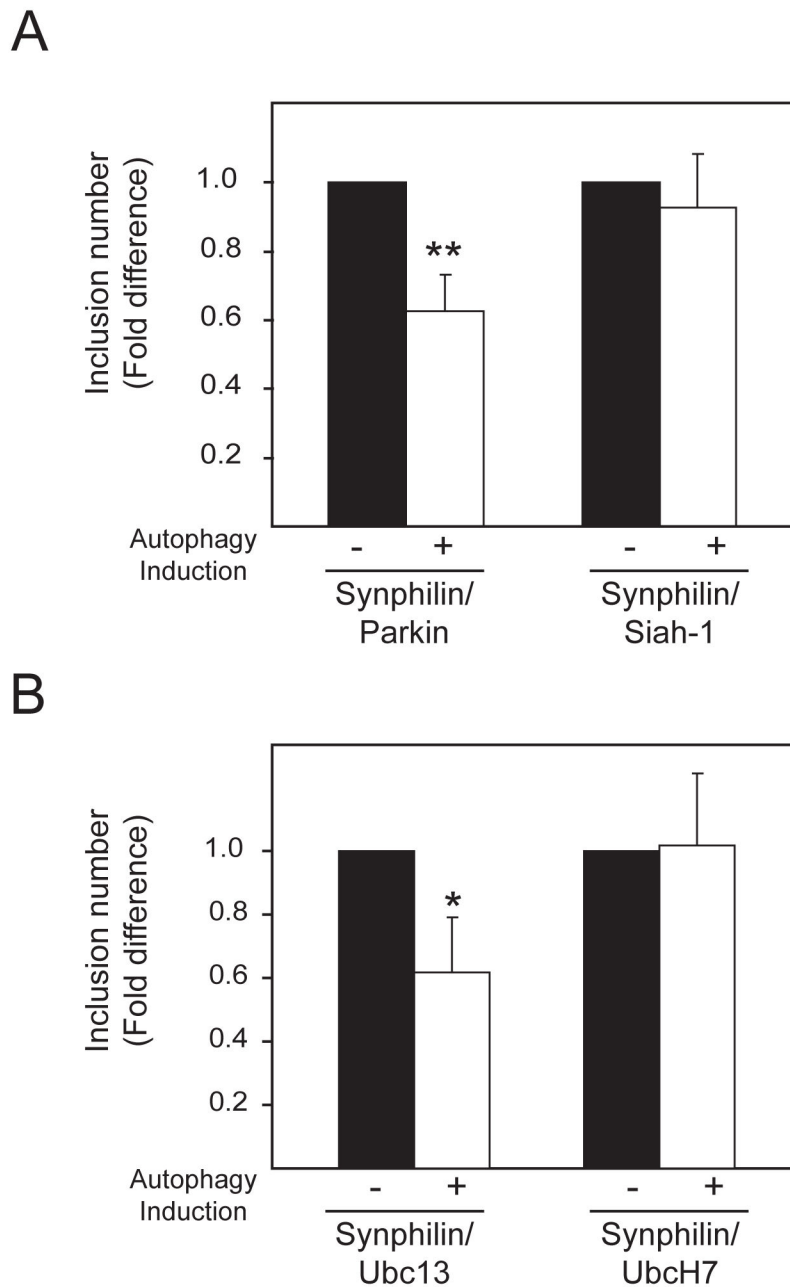 A
Inclusion number
(Fold difference)
1.0
0.8
0.6
0.4
0.2
**
Autophagy
Induction
- + - +
Synphilin/ Synphilin/
Parkin Siah-1
B
Inclusion number
(Fold difference)
1.0
0.8
0.6
0.4
0.2
*
Autophagy
Induction
- + - +
Synphilin/ Synphilin/
Ubc13 UbcH7